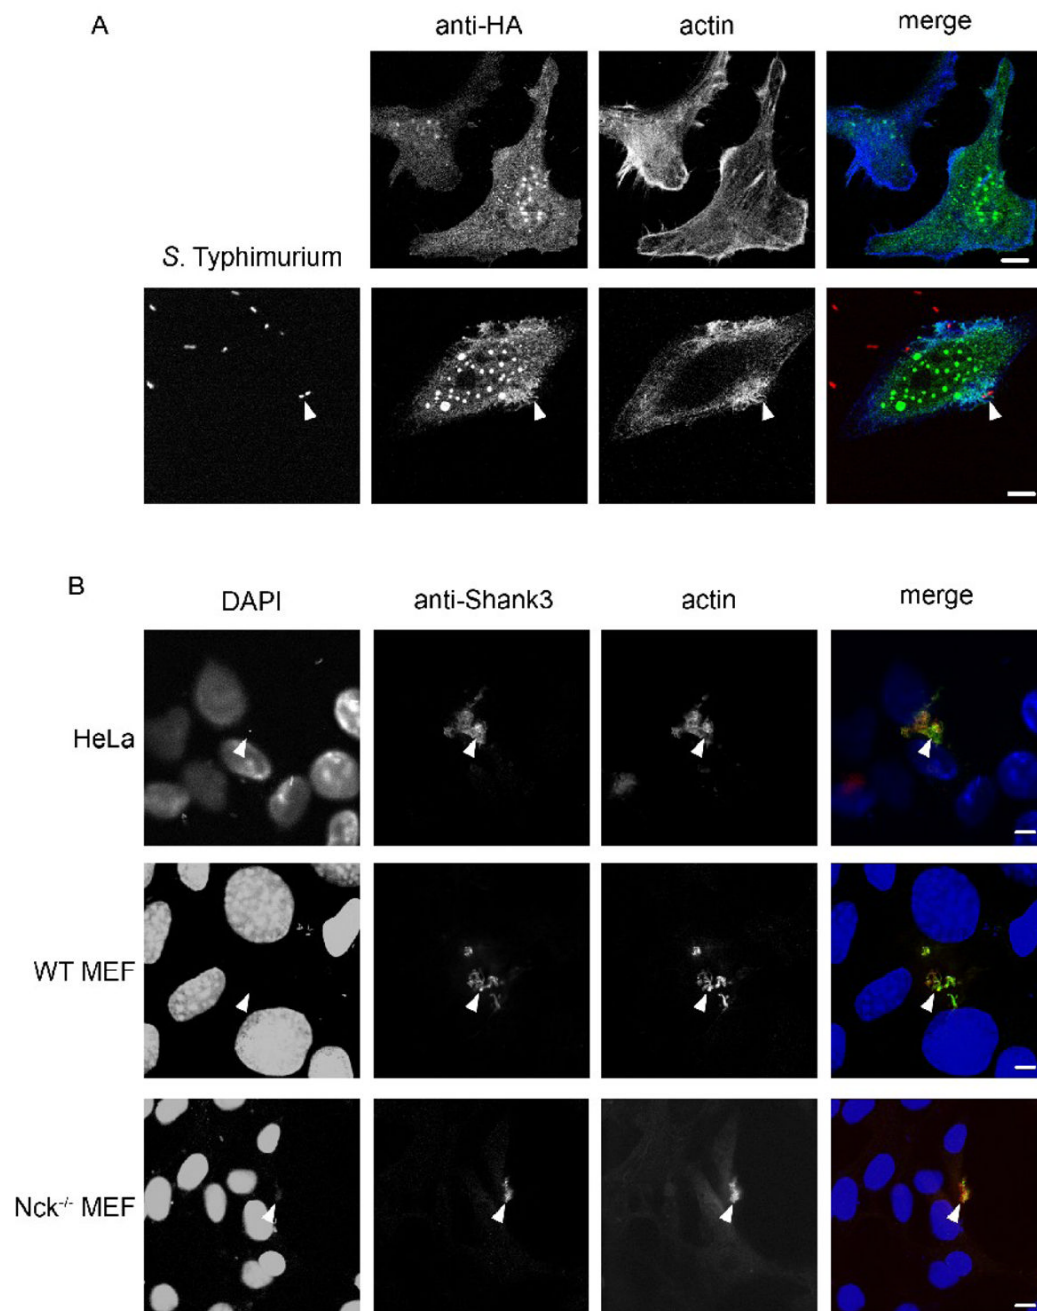 A
anti-HA actin merge
S. Typhimurium
B
DAPI anti-Shank3 actin merge
HeLa
WT MEF
Nck-/- MEF